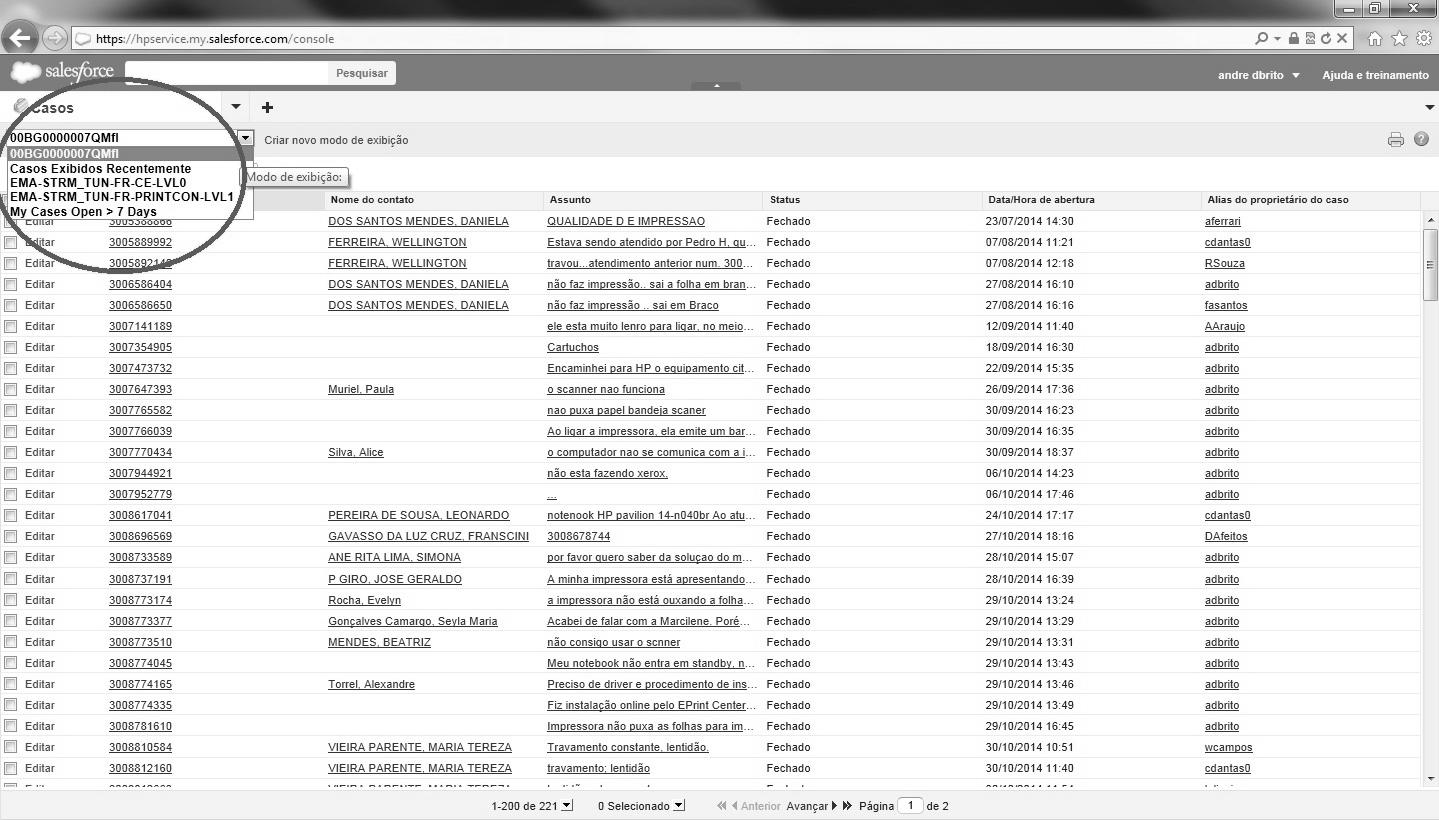 https://hpservice.my.salesforce.com/console
salesforce Pesquisar andre dbrito Ajuda e treinamento
Casos
00BG0000007QMfl Criar novo modo de exibição
00BG0000007QMfl
Casos Exibidos Recentemente
EMA-STRM_TUN-FR-CE-LVL0 Modo de exibição:
EMA-STRM_TUN-FR-PRINTCON-LVL1
My Cases Open > 7 Days
Nome do contato Assunto Status Data/Hora de abertura Alias do proprietário do caso
Editar 3005388866 DOS SANTOS MENDES, DANIELA QUALIDADE D E IMPRESSAO Fechado 23/07/2014 14:30 aferrari
Editar 3005889992 FERREIRA, WELLINGTON Estava sendo atendido por Pedro H, qu... Fechado 07/08/2014 11:21 cdantas0
Editar FERREIRA, WELLINGTON travou...atendimento anterior num. 300... Fechado 07/08/2014 12:18 RSouza
Editar 3006586404 DOS SANTOS MENDES, DANIELA não faz impressão.. sai a folha em bran... Fechado 27/08/2014 16:10 adbrito
Editar 3006586650 DOS SANTOS MENDES, DANIELA não faz impressão .. sai em Braco Fechado 27/08/2014 16:16 fasantos
Editar 3007141189 ele esta muito lenro para ligar, no meio... Fechado 12/09/2014 11:40 AAraujo
Editar 3007354905 Cartuchos Fechado 18/09/2014 16:30 adbrito
Editar 3007473732 Encaminhei para HP o equipamento cit... Fechado 22/09/2014 15:35 adbrito
Editar 3007647393 Muriel, Paula o scanner nao funciona Fechado 26/09/2014 17:36 adbrito
Editar 3007765582 nao puxa papel bandeja scaner Fechado 30/09/2014 16:23 adbrito
Editar 3007766039 Ao ligar a impressora, ela emite um bar... Fechado 30/09/2014 16:35 adbrito
Editar 3007770434 Silva, Alice o computador nao se comunica com a i... Fechado 30/09/2014 18:37 adbrito
Editar 3007944921 não esta fazendo xerox. Fechado 06/10/2014 14:23 adbrito
Editar 3007952779 ... Fechado 06/10/2014 17:46 adbrito
Editar 3008617041 PEREIRA DE SOUSA, LEONARDO notenook HP pavilion 14-n040br Ao atu... Fechado 24/10/2014 17:17 cdantas0
Editar 3008696569 GAVASSO DA LUZ CRUZ, FRANSCINI 3008678744 Fechado 27/10/2014 18:16 DAfeitos
Editar 3008733589 ANE RITA LIMA, SIMONA por favor quero saber da soluçao do m... Fechado 28/10/2014 15:07 adbrito
Editar 3008737191 P GIRO, JOSE GERALDO A minha impressora está apresentando... Fechado 28/10/2014 16:39 adbrito
Editar 3008773174 Rocha, Evelyn a impressora não está ouxando a folha... Fechado 29/10/2014 13:24 adbrito
Editar 3008773377 Gonçalves Camargo, Seyla Maria Acabei de falar com a Marcilene. Poré... Fechado 29/10/2014 13:29 adbrito
Editar 3008773510 MENDES, BEATRIZ não consigo usar o scnner Fechado 29/10/2014 13:31 adbrito
Editar 3008774045 Meu notebook não entra em standby, n... Fechado 29/10/2014 13:43 adbrito
Editar 3008774165 Torrel, Alexandre Preciso de driver e procedimento de ins... Fechado 29/10/2014 13:46 adbrito
Editar 3008774335 Fiz instalação online pelo EPrint Center... Fechado 29/10/2014 13:49 adbrito
Editar 3008781610 Impressora não puxa as folhas para im... Fechado 29/10/2014 16:45 adbrito
Editar 3008810584 VIEIRA PARENTE, MARIA TEREZA Travamento constante, lentidão. Fechado 30/10/2014 10:51 wcampos
Editar 3008812160 VIEIRA PARENTE, MARIA TEREZA travamento; lentidão Fechado 30/10/2014 11:40 cdantas0
1-200 de 221 0 Selecionado Anterior Avançar Página 1 de 2